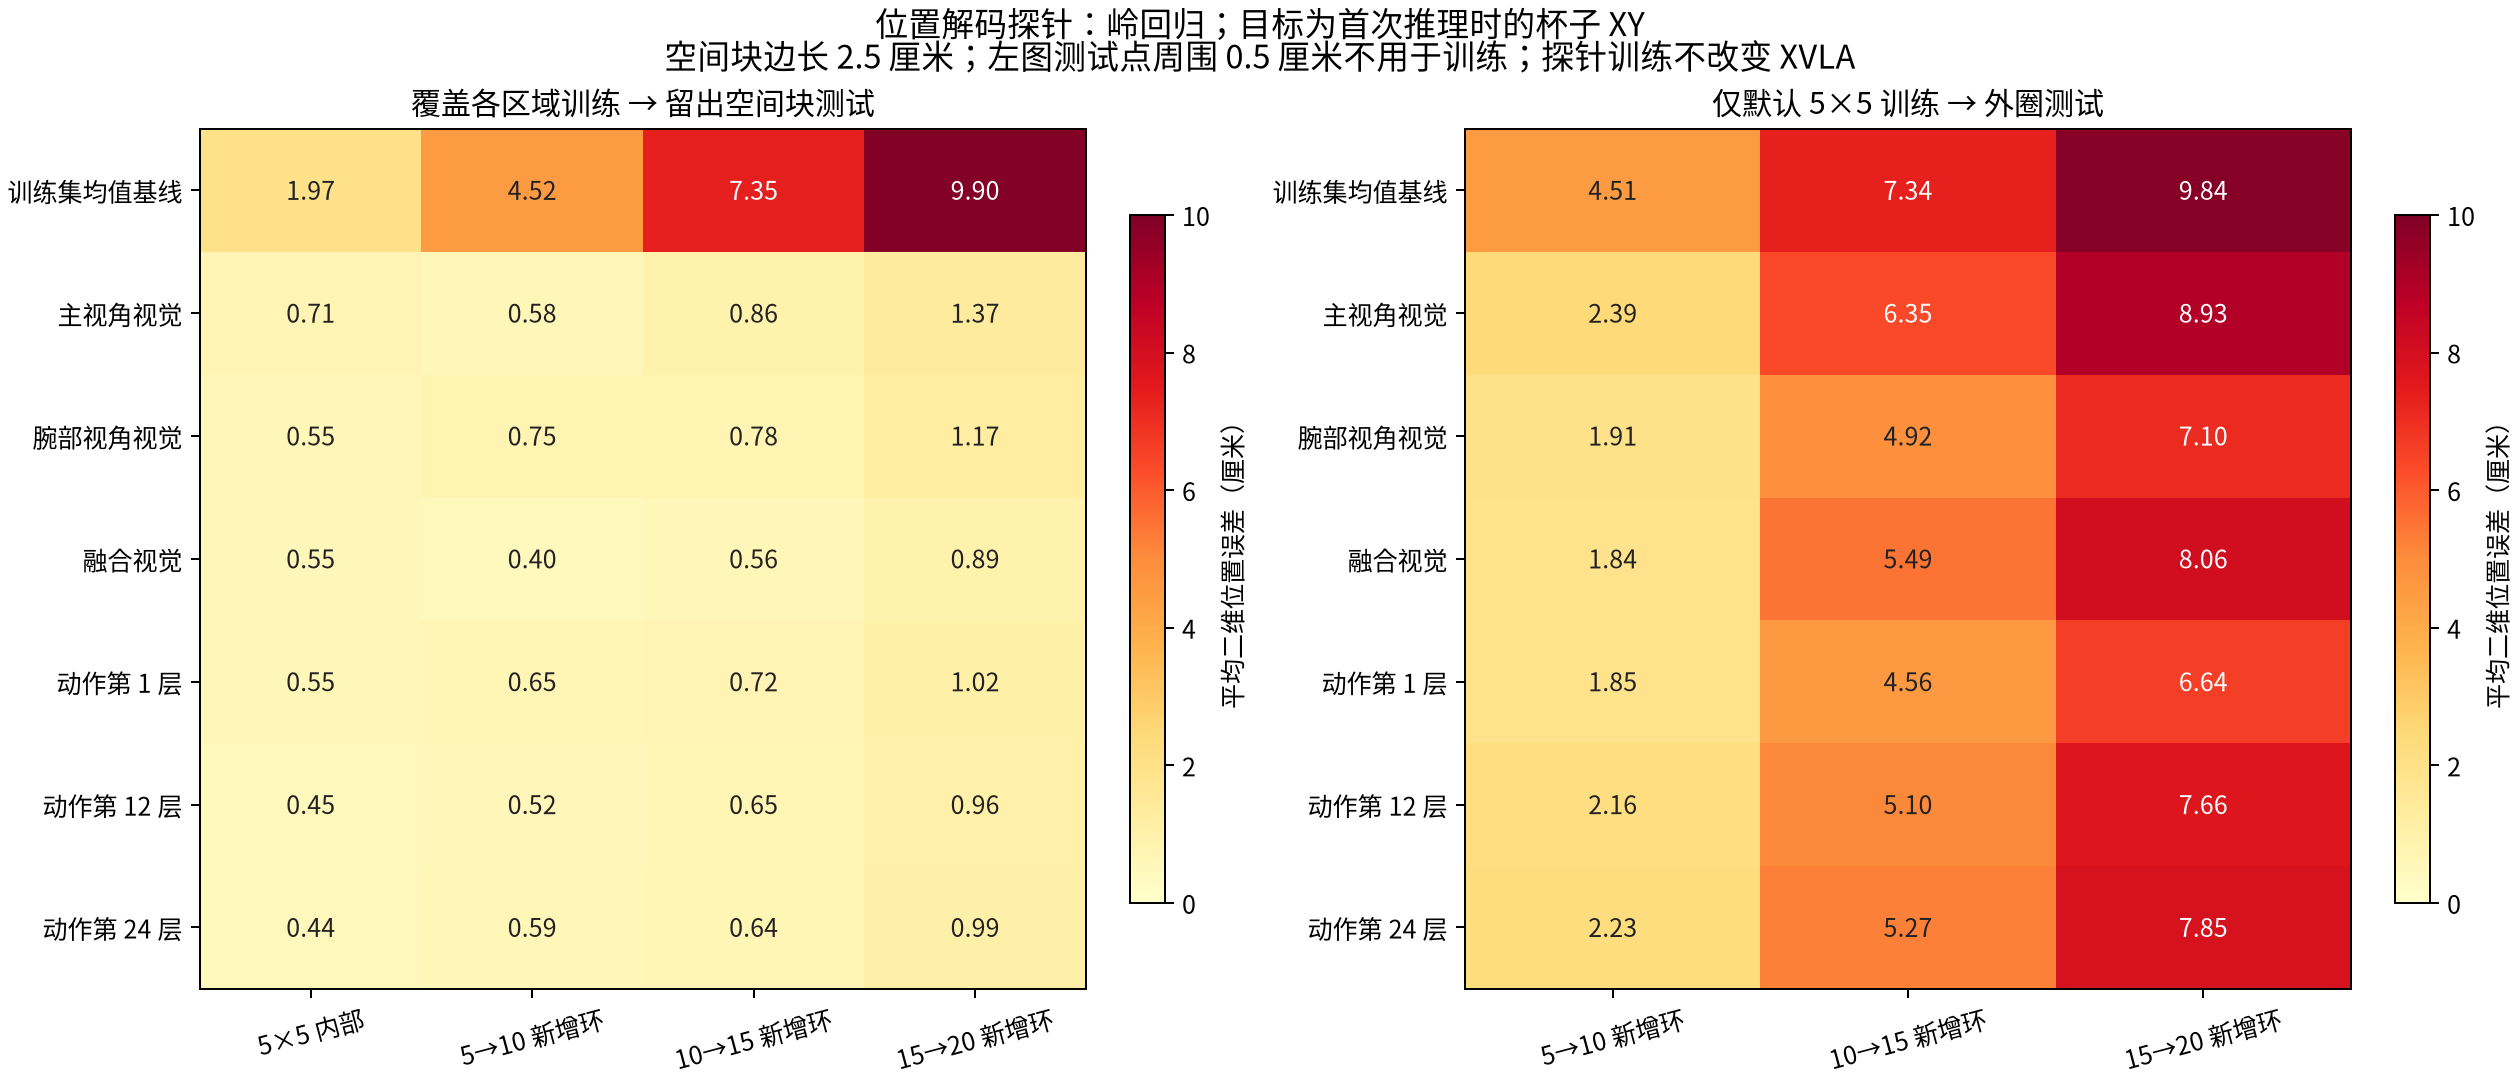 位置解码探针：岭回归；目标为首次推理时的杯子 XY
空间块边长 2.5 厘米；左图测试点周围 0.5 厘米不用于训练；探针训练不改变 XVLA
覆盖各区域训练 → 留出空间块测试
训练集均值基线 1.97 4.52 7.35 9.90
主视角视觉 0.71 0.58 0.86 1.37
腕部视角视觉 0.55 0.75 0.78 1.17
融合视觉 0.55 0.40 0.56 0.89
动作第 1 层 0.55 0.65 0.72 1.02
动作第 12 层 0.45 0.52 0.65 0.96
动作第 24 层 0.44 0.59 0.64 0.99
5×5 内部 5→10 新增环 10→15 新增环 15→20 新增环
10
8
6
4
2
0
平均二维位置误差（厘米）
仅默认 5×5 训练 → 外圈测试
训练集均值基线 4.51 7.34 9.84
主视角视觉 2.39 6.35 8.93
腕部视角视觉 1.91 4.92 7.10
融合视觉 1.84 5.49 8.06
动作第 1 层 1.85 4.56 6.64
动作第 12 层 2.16 5.10 7.66
动作第 24 层 2.23 5.27 7.85
5→10 新增环 10→15 新增环 15→20 新增环
10
8
6
4
2
0
平均二维位置误差（厘米）